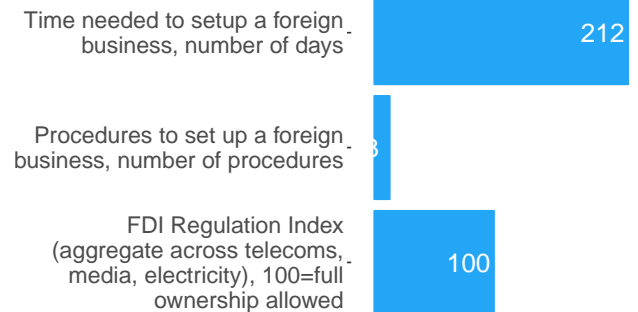 Time needed to setup a foreign
business, number of days
212
Procedures to set up a foreign
business, number of procedures
FDI Regulation Index
(aggregate across telecoms,
media, electricity), 100=full
ownership allowed
100